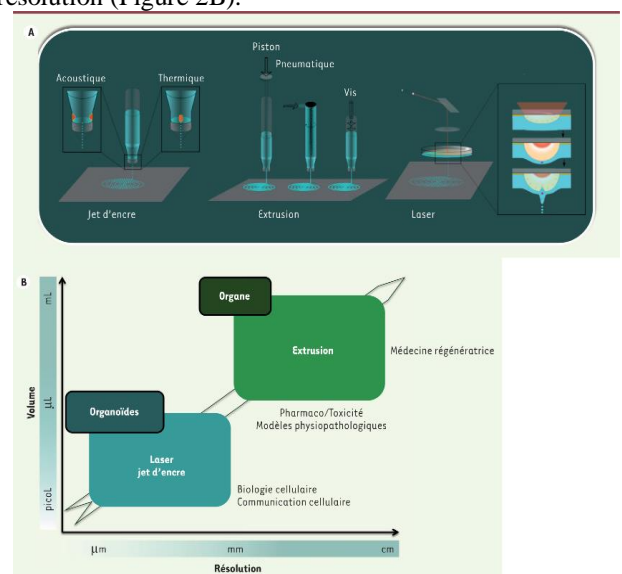 résolution (Figure 2B).
A
Piston
Pneumatique
Acoustique
Thermique
Vis
Jet d'encre
Extrusion
Laser
B
mL
Organe
Extrusion
Médecine régénératrice
Volume
µL
Organoïdes
Pharmaco/Toxicité
Modèles physiopathologiques
Laser
jet d'encre
Biologie cellulaire
Communication cellulaire
picoL
µm
mm
cm
Résolution